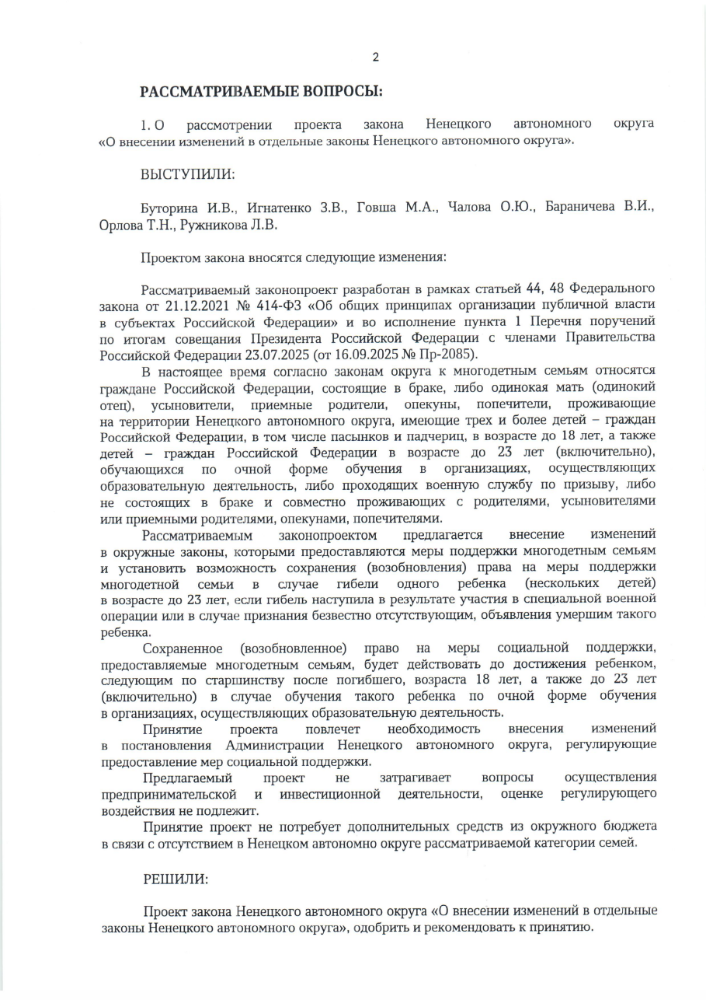 2
РАССМАТРИВАЕМЫЕ ВОПРОСЫ:
1. О рассмотрении проекта закона Ненецкого автономного округа
«О внесении изменений в отдельные законы Ненецкого автономного округа».
ВЫСТУПИЛИ:
Буторина И.В., Игнатенко З.В., Говша М.А., Чалова О.Ю., Бараничева В.И.,
Орлова Т.Н., Ружникова Л.В.
Проектом закона вносятся следующие изменения:
Рассматриваемый законопроект разработан в рамках статьей 44, 48 Федерального
закона от 21.12.2021 № 414-ФЗ «Об общих принципах организации публичной власти
в субъектах Российской Федерации» и во исполнение пункта 1 Перечня поручений
по итогам совещания Президента Российской Федерации с членами Правительства
Российской Федерации 23.07.2025 (от 16.09.2025 № Пр-2085).
В настоящее время согласно законам округа к многодетным семьям относятся
граждане Российской Федерации, состоящие в браке, либо одинокая мать (одинокий
отец), усыновители, приемные родители, опекуны, попечители, проживающие
на территории Ненецкого автономного округа, имеющие трех и более детей – граждан
Российской Федерации, в том числе пасынков и падчериц, в возрасте до 18 лет, а также
детей – граждан Российской Федерации в возрасте до 23 лет (включительно),
обучающихся по очной форме обучения в организациях, осуществляющих
образовательную деятельность, либо проходящих военную службу по призыву, либо
не состоящих в браке и совместно проживающих с родителями, усыновителями
или приемными родителями, опекунами, попечителями.
Рассматриваемым законопроектом предлагается внесение изменений
в окружные законы, которыми предоставляются меры поддержки многодетным семьям
и установить возможность сохранения (возобновления) права на меры поддержки
многодетной семьи в случае гибели одного ребенка (нескольких детей)
в возрасте до 23 лет, если гибель наступила в результате участия в специальной военной
операции или в случае признания безвестно отсутствующим, объявления умершим такого
ребенка.
Сохраненное (возобновленное) право на меры социальной поддержки,
предоставляемые многодетным семьям, будет действовать до достижения ребенком,
следующим по старшинству после погибшего, возраста 18 лет, а также до 23 лет
(включительно) в случае обучения такого ребенка по очной форме обучения
в организациях, осуществляющих образовательную деятельность.
Принятие проекта повлечет необходимость внесения изменений
в постановления Администрации Ненецкого автономного округа, регулирующие
предоставление мер социальной поддержки.
Предлагаемый проект не затрагивает вопросы осуществления
предпринимательской и инвестиционной деятельности, оценке регулирующего
воздействия не подлежит.
Принятие проект не потребует дополнительных средств из окружного бюджета
в связи с отсутствием в Ненецком автономно округе рассматриваемой категории семей.
РЕШИЛИ:
Проект закона Ненецкого автономного округа «О внесении изменений в отдельные
законы Ненецкого автономного округа», одобрить и рекомендовать к принятию.